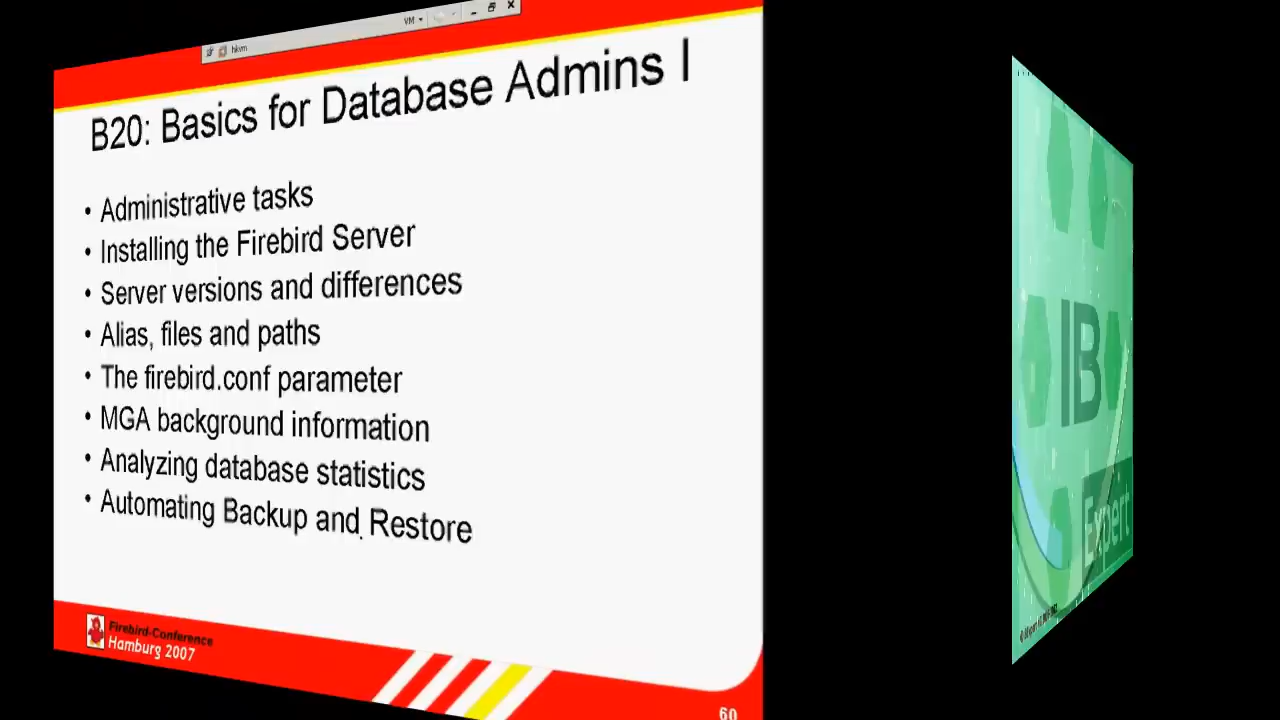 VM
hkvm
B20: Basics for Database Admins I
• Administrative tasks
• Installing the Firebird Server
• Server versions and differences
• Alias, files and paths
• The firebird.conf parameter
• MGA background information
• Analyzing database statistics
• Automating Backup and Restore
Firebird-Conference
Hamburg 2007
60
IB
Expert